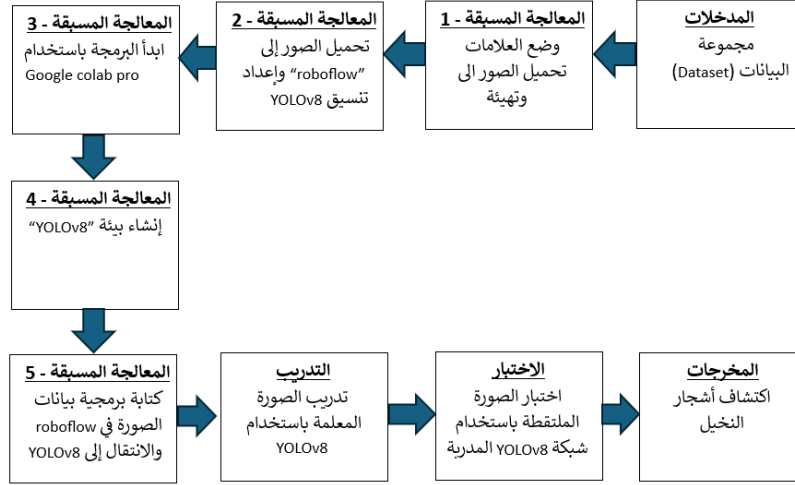 المدخلات
مجموعة
البيانات (Dataset)
المعالجة المسبقة - 1
وضع العلامات
تحميل الصور الى
وتهيئة
المعالجة المسبقة - 2
تحميل الصور إلى
“roboflow” وإعداد
تنسيق YOLOv8
المعالجة المسبقة - 3
ابدأ البرمجة باستخدام
Google colab pro
المعالجة المسبقة - 4
إنشاء بيئة “YOLOv8”
المعالجة المسبقة - 5
كتابة برمجية بيانات
الصورة في roboflow
والانتقال إلى YOLOv8
التدريب
تدريب الصورة
المعلمة باستخدام
YOLOv8
الاختبار
اختبار الصورة
الملتقطة باستخدام
شبكة YOLOv8 المدربة
المخرجات
اكتشاف أشجار
النخيل